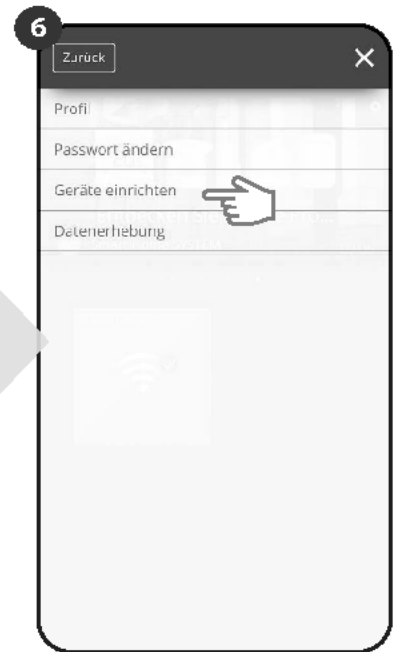 6
Zurück
Profil
Passwort ändern
Geräte einrichten
Datenerhebung